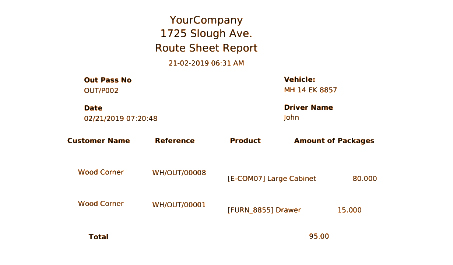 YourCompany
1725 Slough Ave.
Route Sheet Report
21-02-2019 06:31 AM
Out Pass No Vehicle:
OUT/P002 MH 14 EK 8857
Date Driver Name
02/21/2019 07:20:48 John
Customer Name Reference Product Amount of Packages
Wood Corner WH/OUT/00008 [E-COM07] Large Cabinet 80.000
Wood Corner WH/OUT/00001 [FURN_8855] Drawer 15.000
Total 95.00